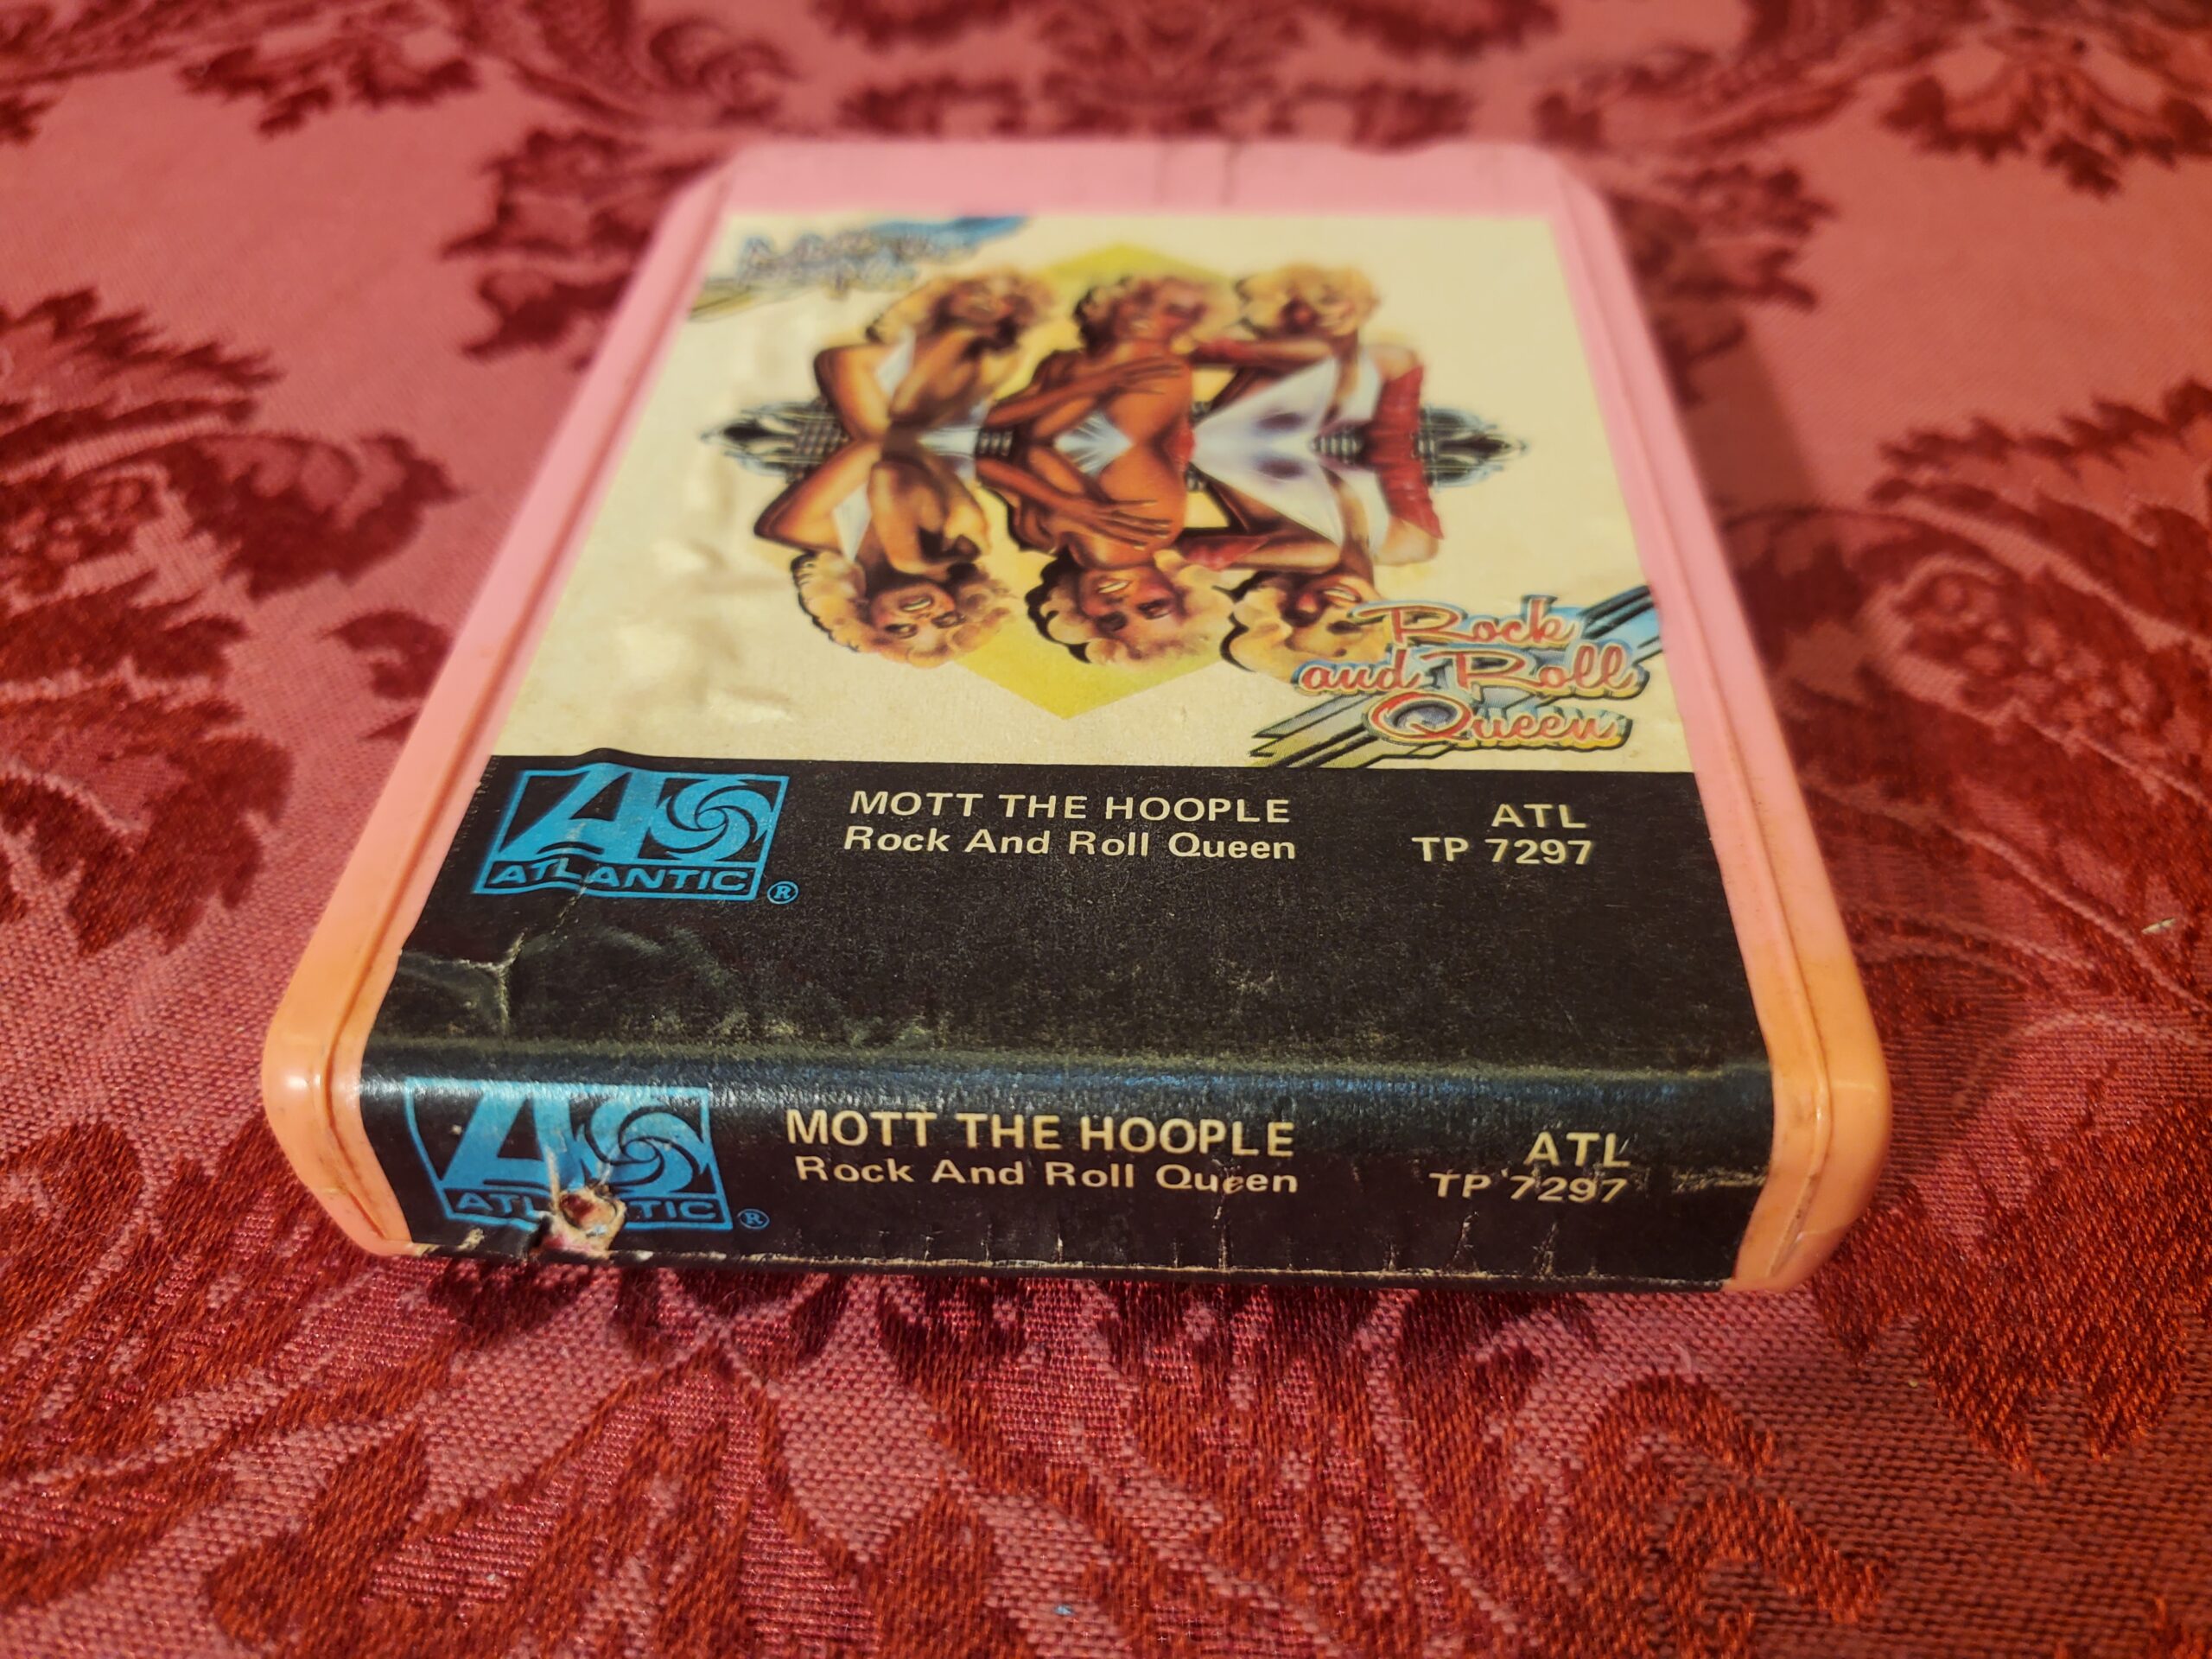 Rock
and Roll
Queen
ATLANTIC ®
MOTT THE HOOPLE
Rock And Roll Queen
ATL
TP 7297
MOTT THE HOOPLE
Rock And Roll Queen
ATL
TP 7297